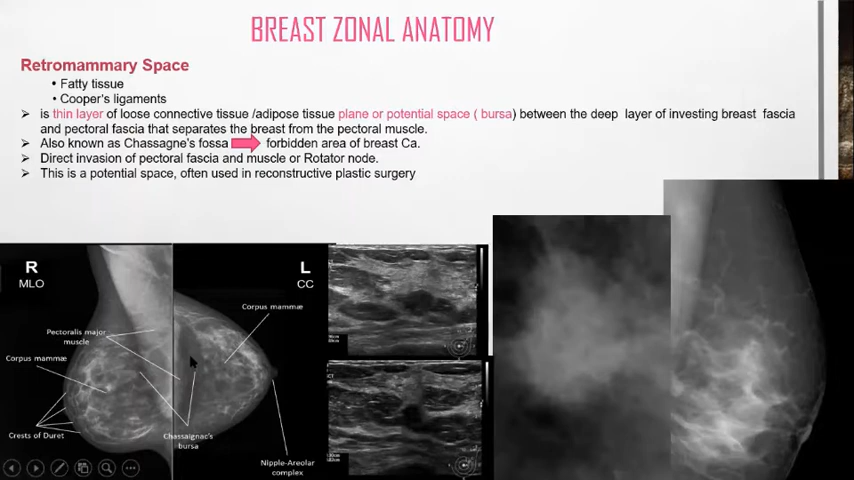 BREAST ZONAL ANATOMY
Retromammary Space
• Fatty tissue
• Cooper's ligaments
is thin layer of loose connective tissue /adipose tissue plane or potential space ( bursa) between the deep layer of investing breast fascia
and pectoral fascia that separates the breast from the pectoral muscle.
Also known as Chassagne's fossa forbidden area of breast Ca.
Direct invasion of pectoral fascia and muscle or Rotator node.
This is a potential space, often used in reconstructive plastic surgery
R
MLO
L
CC
Corpus mammæ
Pectoralis major
muscle
Corpus mammæ
Crests of Duret
Chassaignac's
bursa
Nipple-Areolar
complex